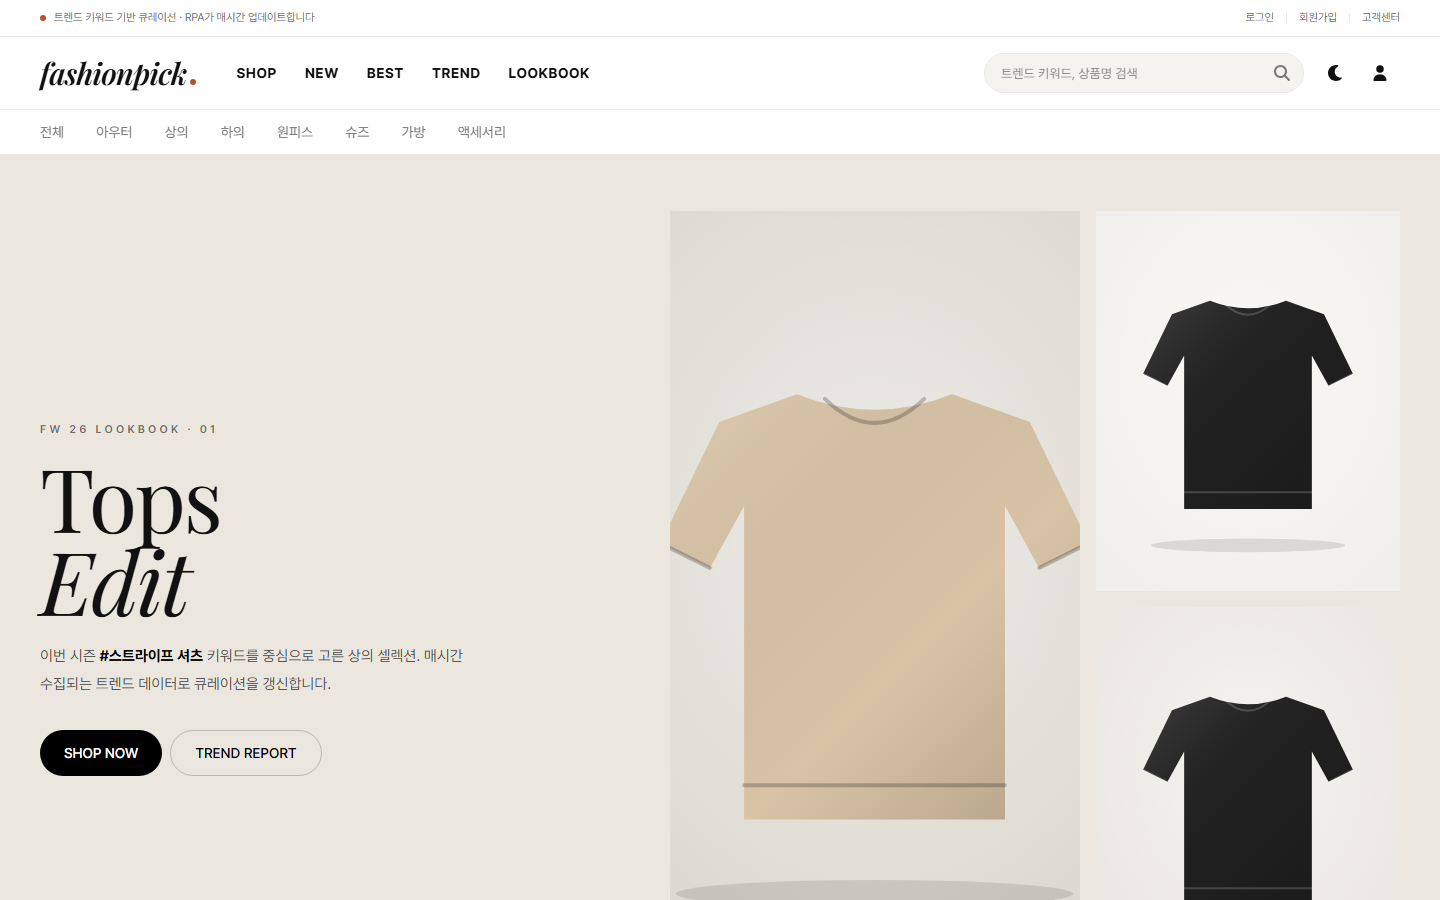 트렌드 키워드 기반 큐레이션 · RPA가 매시간 업데이트합니다
로그인 회원가입 고객센터
fashionpick.
SHOP NEW BEST TREND LOOKBOOK
트렌드 키워드, 상품명 검색
전체 아우터 상의 하의 원피스 슈즈 가방 액세서리
FW 26 LOOKBOOK · 01
Tops
Edit
이번 시즌 #스트라이프 셔츠 키워드를 중심으로 고른 상의 셀렉션. 매시간
수집되는 트렌드 데이터로 큐레이션을 갱신합니다.
SHOP NOW TREND REPORT